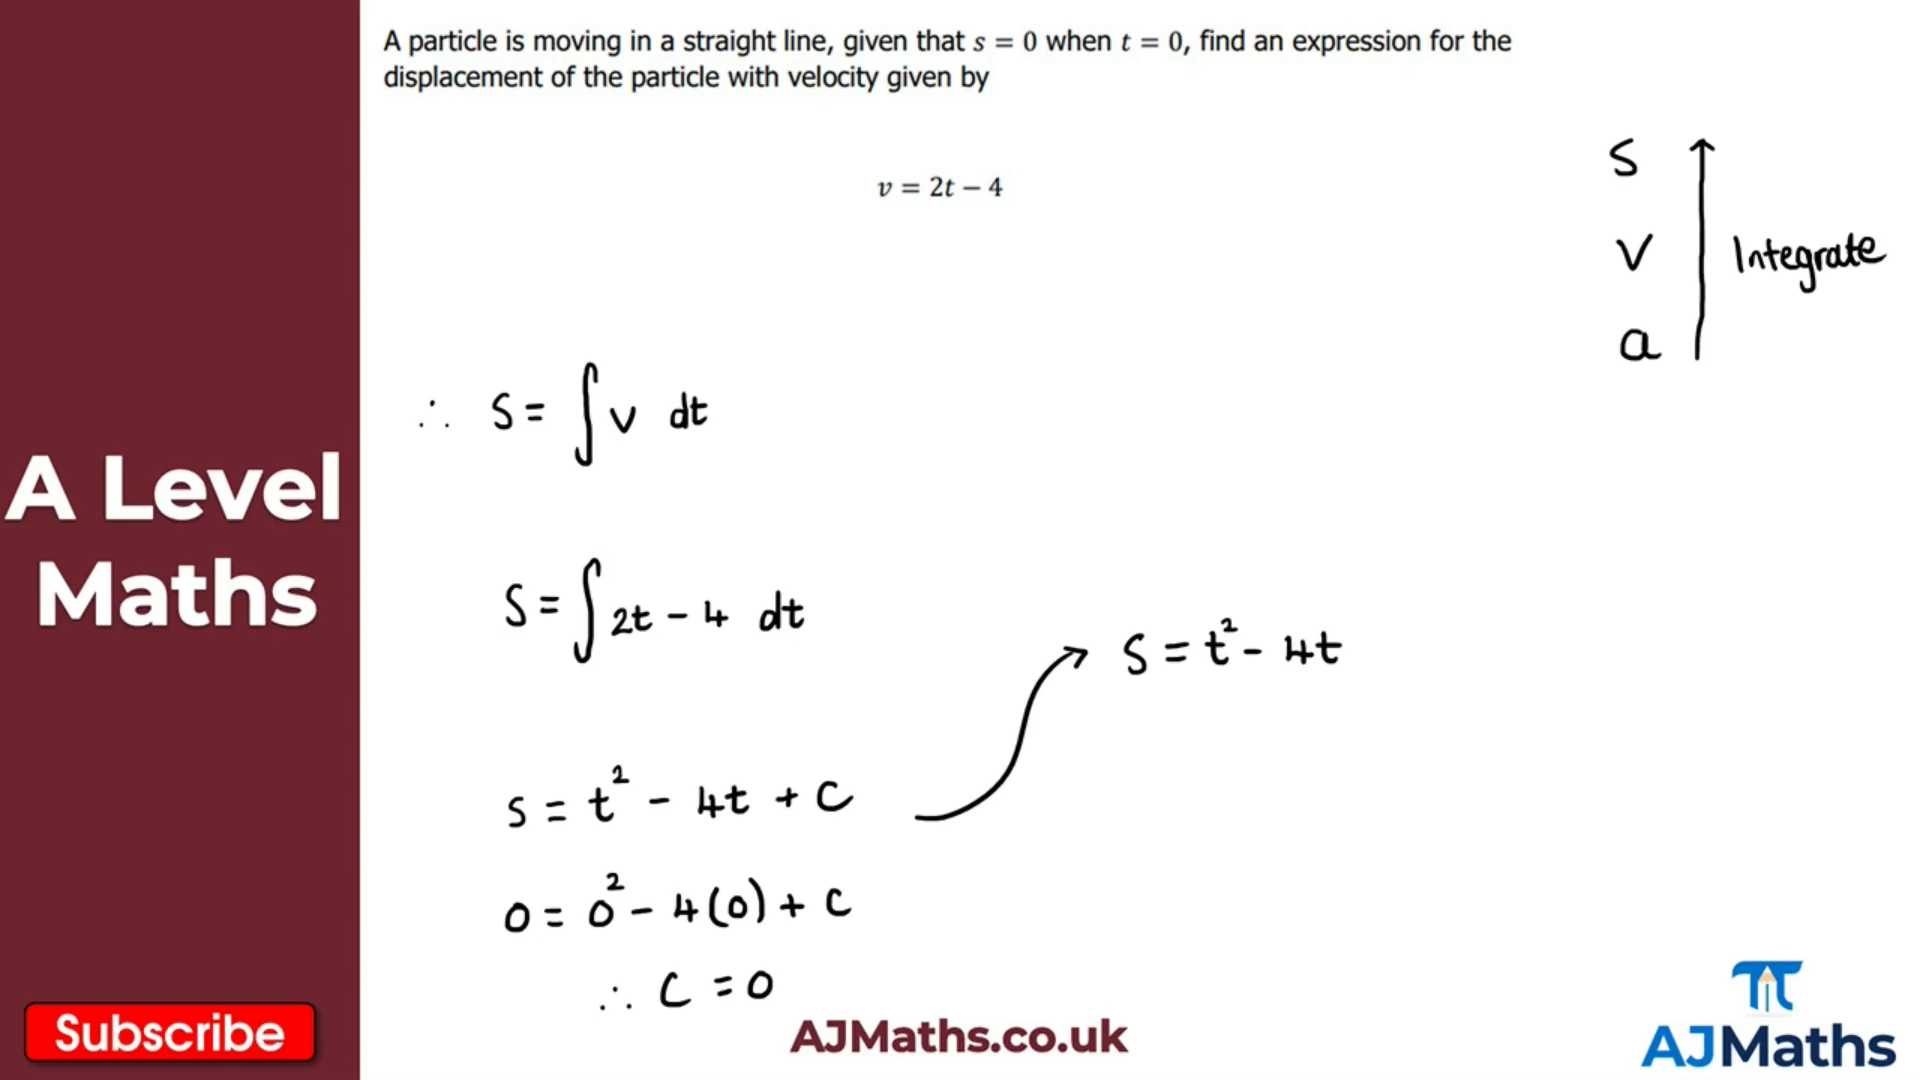 A particle is moving in a straight line, given that s = 0 when t = 0, find an expression for the
displacement of the particle with velocity given by
v = 2t − 4
s
v
Integrate
a
∴ s = ∫ v dt
s = ∫ 2t − 4 dt
s = t² − 4t
s = t² − 4t + c
0 = 0² − 4(0) + c
∴ c = 0
A Level
Maths
Subscribe
AJMaths.co.uk
AJMaths